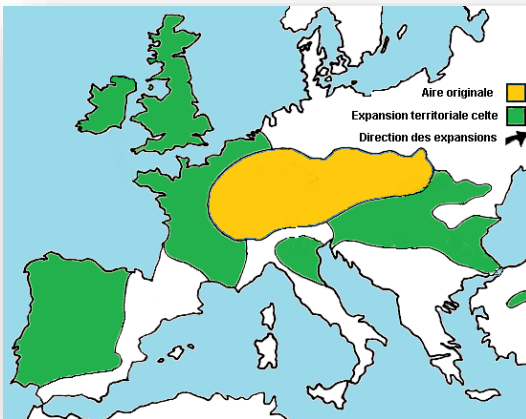 Aire originale
Expansion territoriale celte
Direction des expansions